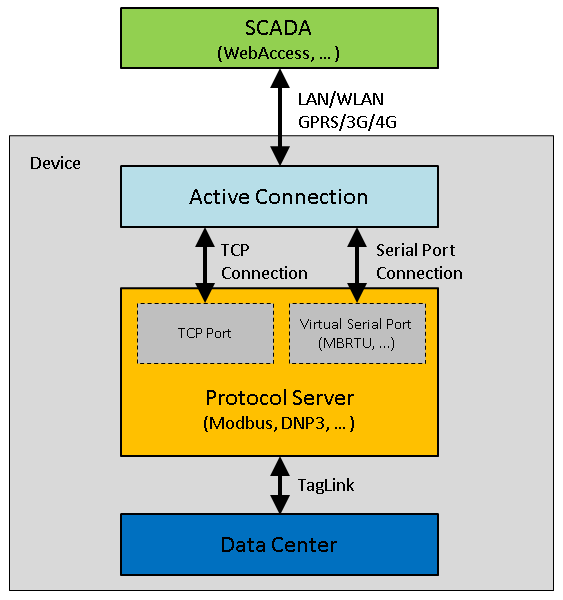 SCADA
(WebAccess, ... )
LAN/WLAN
GPRS/3G/4G
Device
Active Connection
TCP
Connection
Serial Port
Connection
TCP Port
Virtual Serial Port
(MBRTU, ...)
Protocol Server
(Modbus, DNP3, ... )
TagLink
Data Center